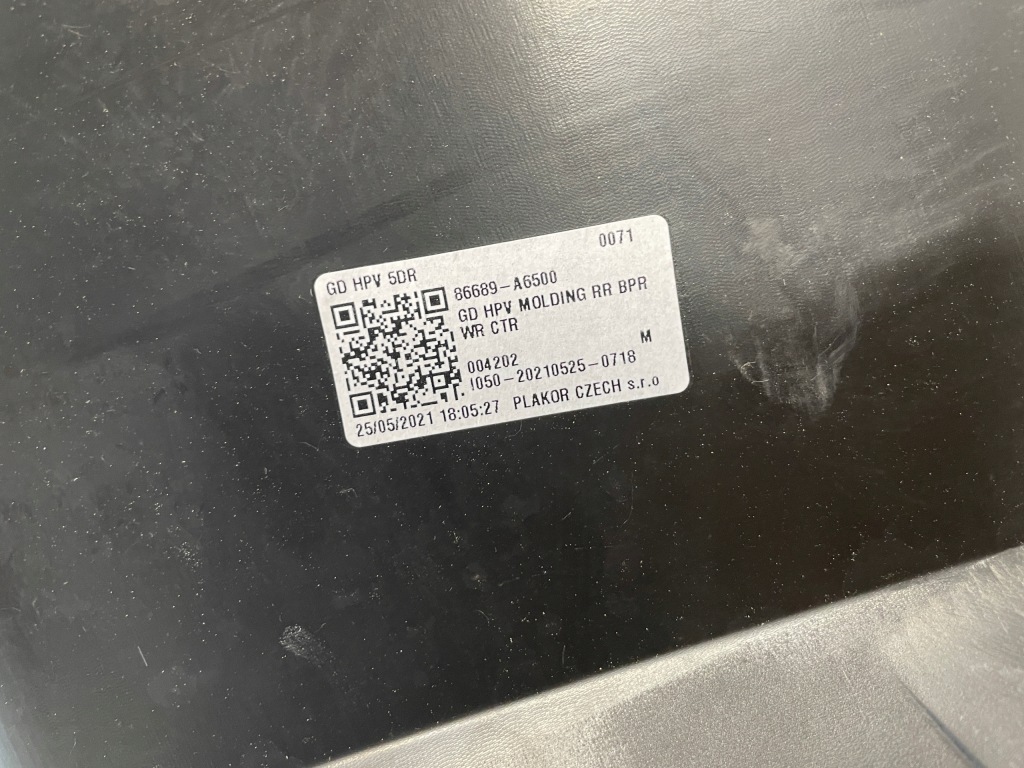 0071
GD HPV 5DR
86689-A6500
GD HPV MOLDING RR BPR
WR CTR
M
004202
!050-20210525-0718
25/05/2021 18:05:27 PLAKOR CZECH s.r.o